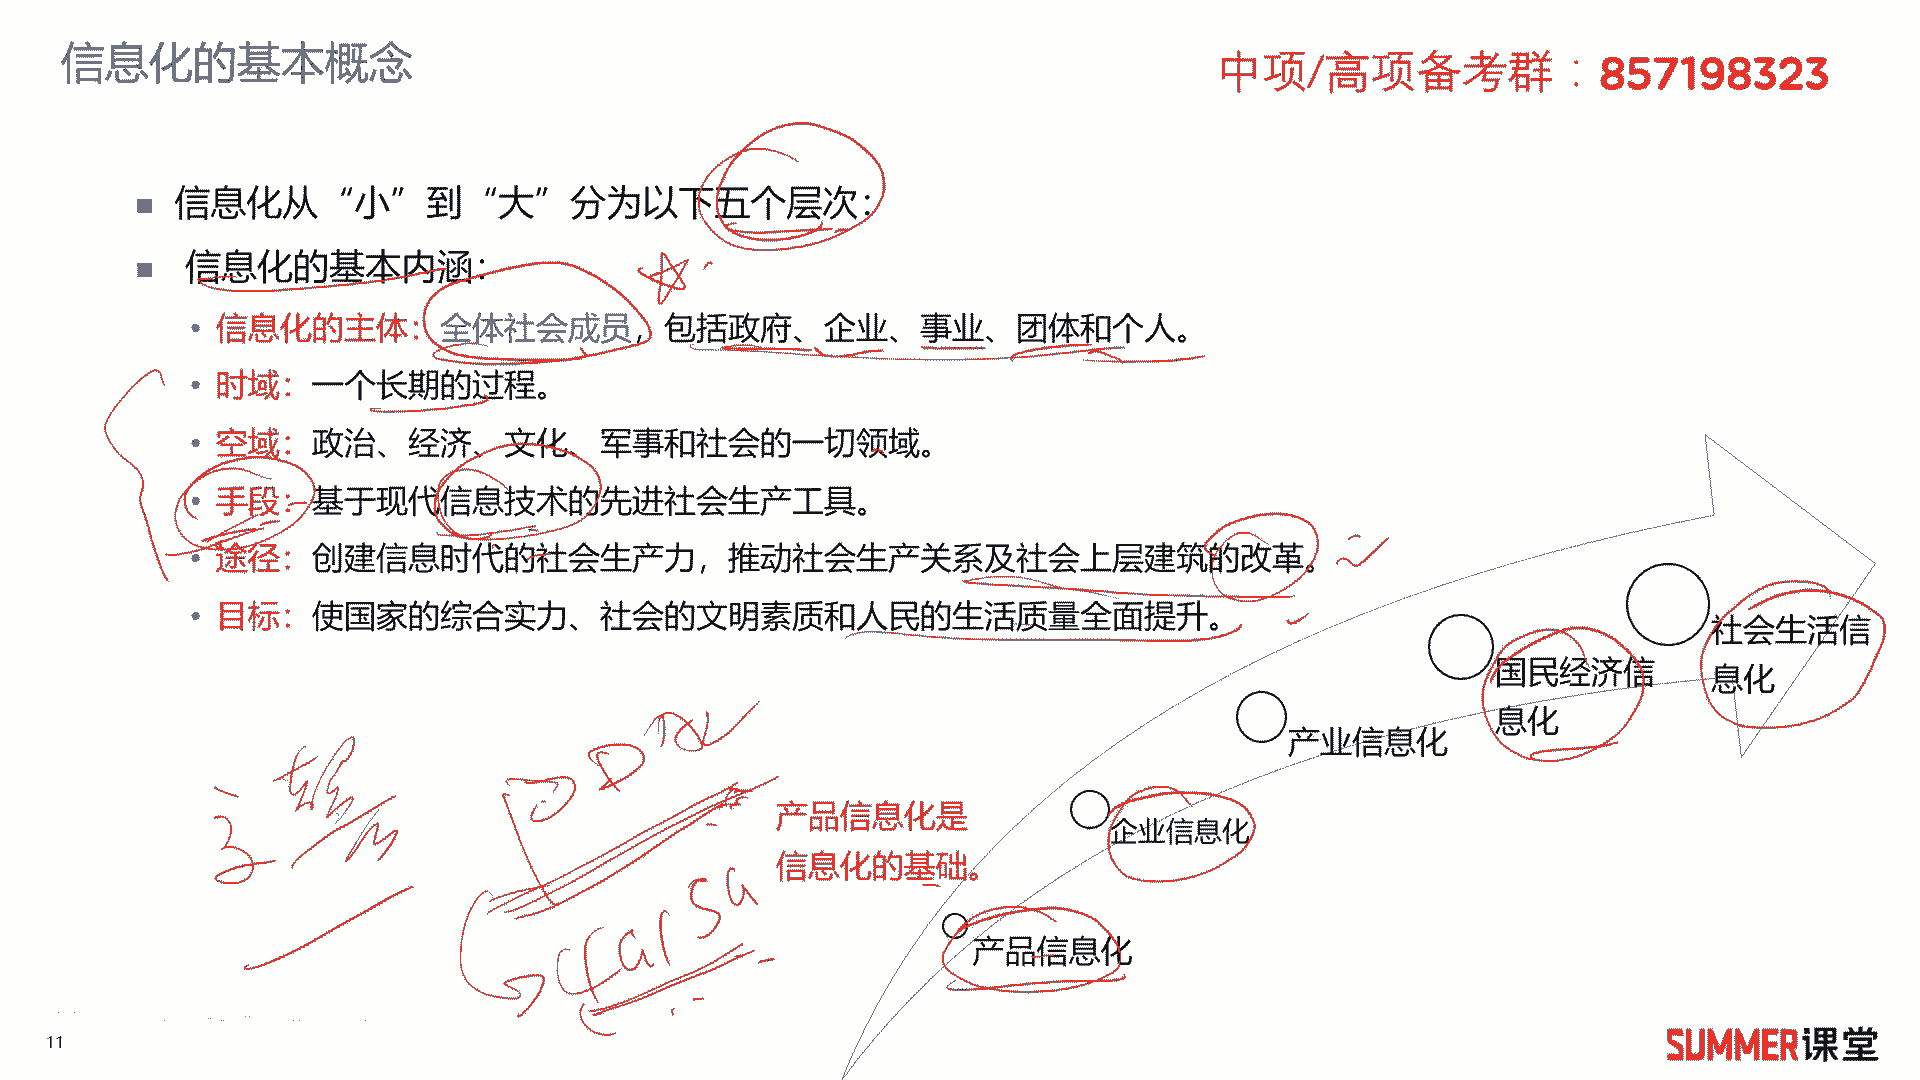 信息化的基本概念
中项/高项备考群：857198323
■ 信息化从“小”到“大”分为以下五个层次：
■ 信息化的基本内涵：
• 信息化的主体：全体社会成员，包括政府、企业、事业、团体和个人。
• 时域：一个长期的过程。
• 空域：政治、经济、文化、军事和社会的一切领域。
• 手段：基于现代信息技术的先进社会生产工具。
• 途径：创建信息时代的社会生产力，推动社会生产关系及社会上层建筑的改革。
• 目标：使国家的综合实力、社会的文明素质和人民的生活质量全面提升。
社会生活信
息化
国民经济信
息化
产业信息化
企业信息化
产品信息化是
信息化的基础。
产品信息化
11
SUMMER课堂